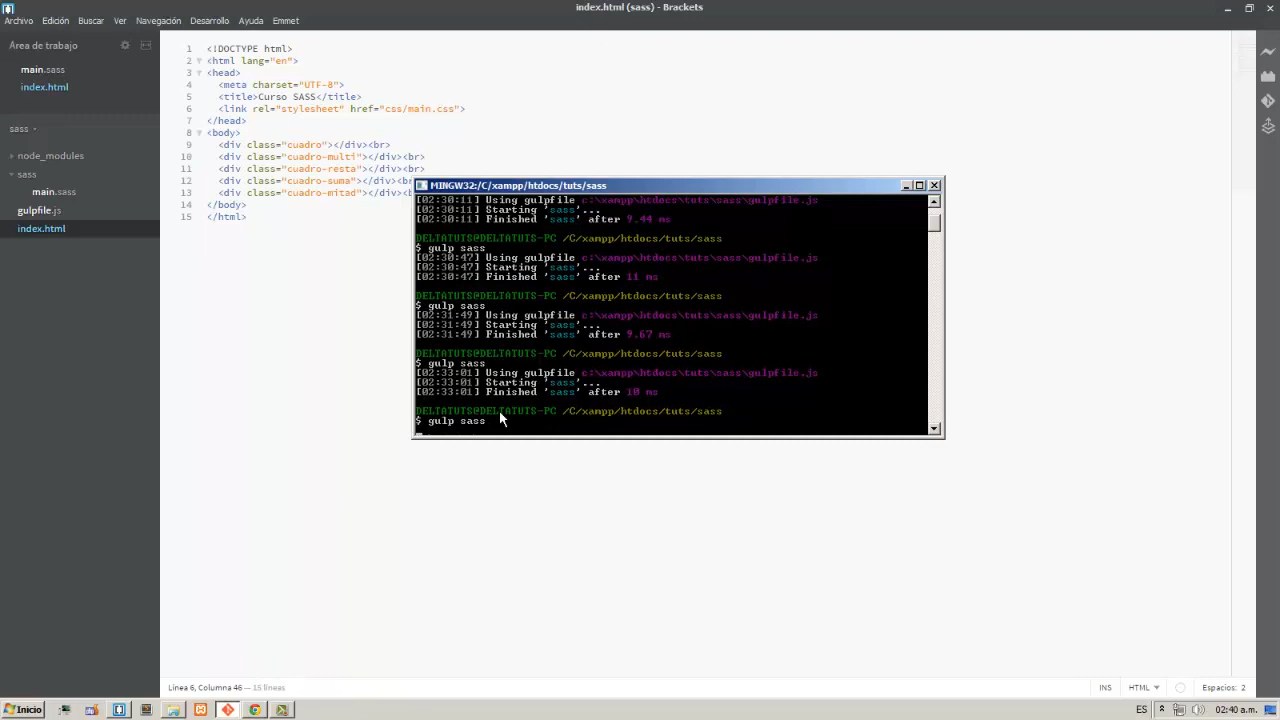 index.html (sass) - Brackets
Archivo Edición Buscar Ver Navegación Desarrollo Ayuda Emmet
Área de trabajo
main.sass
index.html
sass
node_modules
sass
main.sass
gulpfile.js
index.html
1 <!DOCTYPE html>
2 <html lang="en">
3 <head>
4 <meta charset="UTF-8">
5 <title>Curso SASS</title>
6 <link rel="stylesheet" href="css/main.css">
7 </head>
8 <body>
9 <div class="cuadro"></div><br>
10 <div class="cuadro-multi"></div><br>
11 <div class="cuadro-resta"></div><br>
12 <div class="cuadro-suma"></div><br
13 <div class="cuadro-mitad"></div><
14 </body>
15 </html>
MINGW32:/C/xampp/htdocs/tuts/sass
[02:30:11] Using gulpfile c:\xampp\htdocs\tuts\sass\gulpfile.js
[02:30:11] Starting 'sass'...
[02:30:11] Finished 'sass' after 9.44 ms
DELTATUTS@DELTATUTS-PC /C/xampp/htdocs/tuts/sass
$ gulp sass
[02:30:47] Using gulpfile c:\xampp\htdocs\tuts\sass\gulpfile.js
[02:30:47] Starting 'sass'...
[02:30:47] Finished 'sass' after 11 ms
DELTATUTS@DELTATUTS-PC /C/xampp/htdocs/tuts/sass
$ gulp sass
[02:31:49] Using gulpfile c:\xampp\htdocs\tuts\sass\gulpfile.js
[02:31:49] Starting 'sass'...
[02:31:49] Finished 'sass' after 9.67 ms
DELTATUTS@DELTATUTS-PC /C/xampp/htdocs/tuts/sass
$ gulp sass
[02:33:01] Using gulpfile c:\xampp\htdocs\tuts\sass\gulpfile.js
[02:33:01] Starting 'sass'...
[02:33:01] Finished 'sass' after 10 ms
DELTATUTS@DELTATUTS-PC /C/xampp/htdocs/tuts/sass
$ gulp sass
Línea 6, Columna 46 — 15 líneas
INS HTML Espacios: 2
Inicio
ES 02:40 a.m.